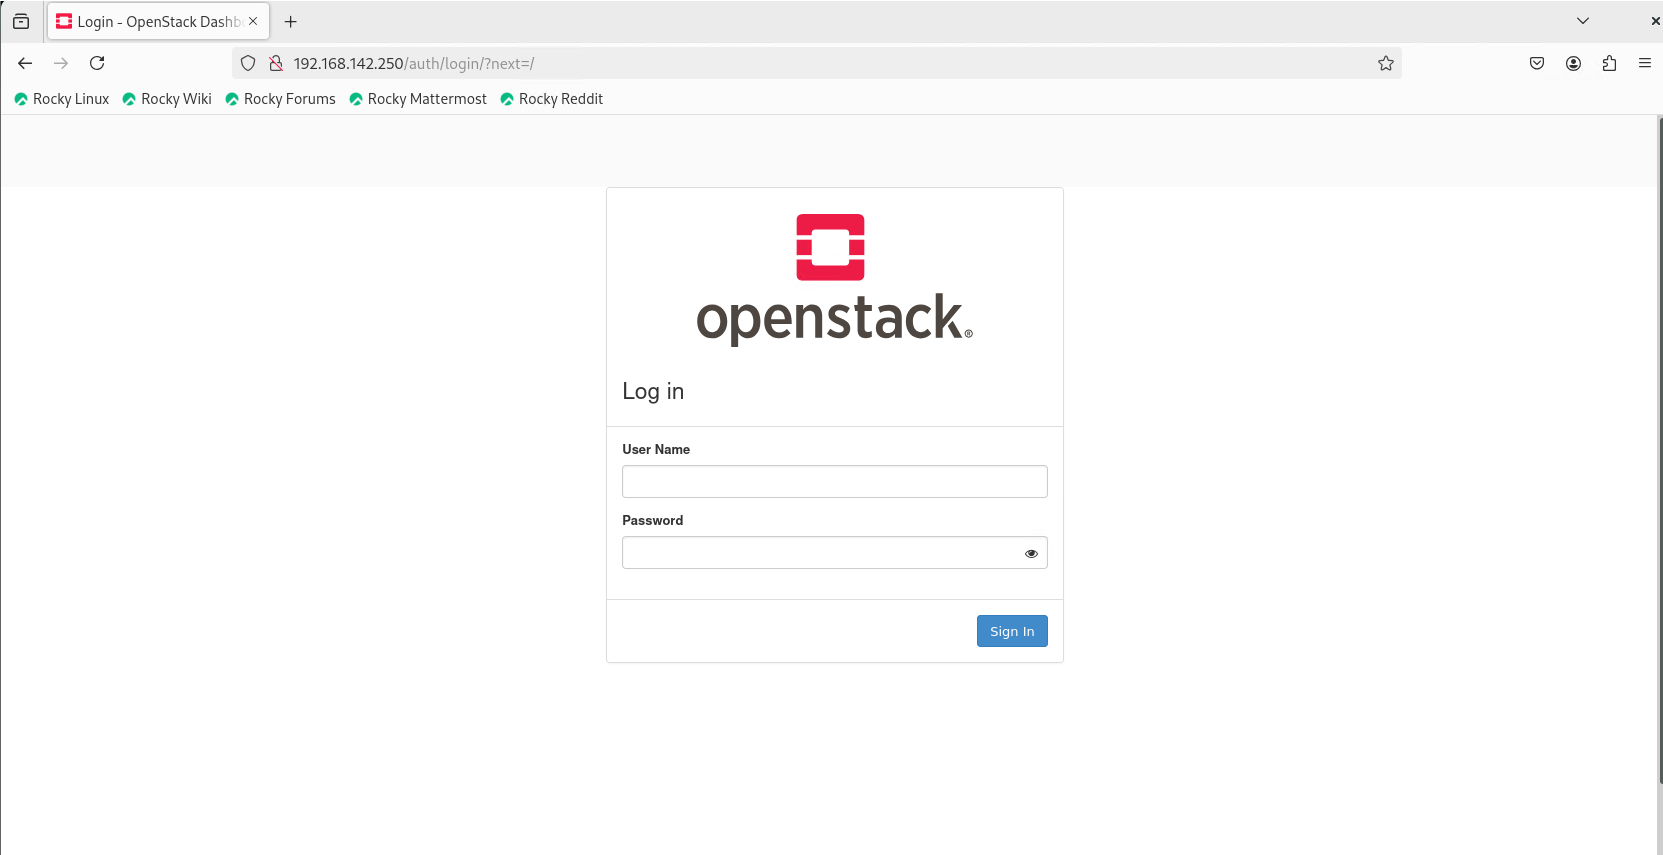 Login - OpenStack Dashb
192.168.142.250/auth/login/?next=/
Rocky Linux Rocky Wiki Rocky Forums Rocky Mattermost Rocky Reddit
openstack®
Log in
User Name
Password
Sign In